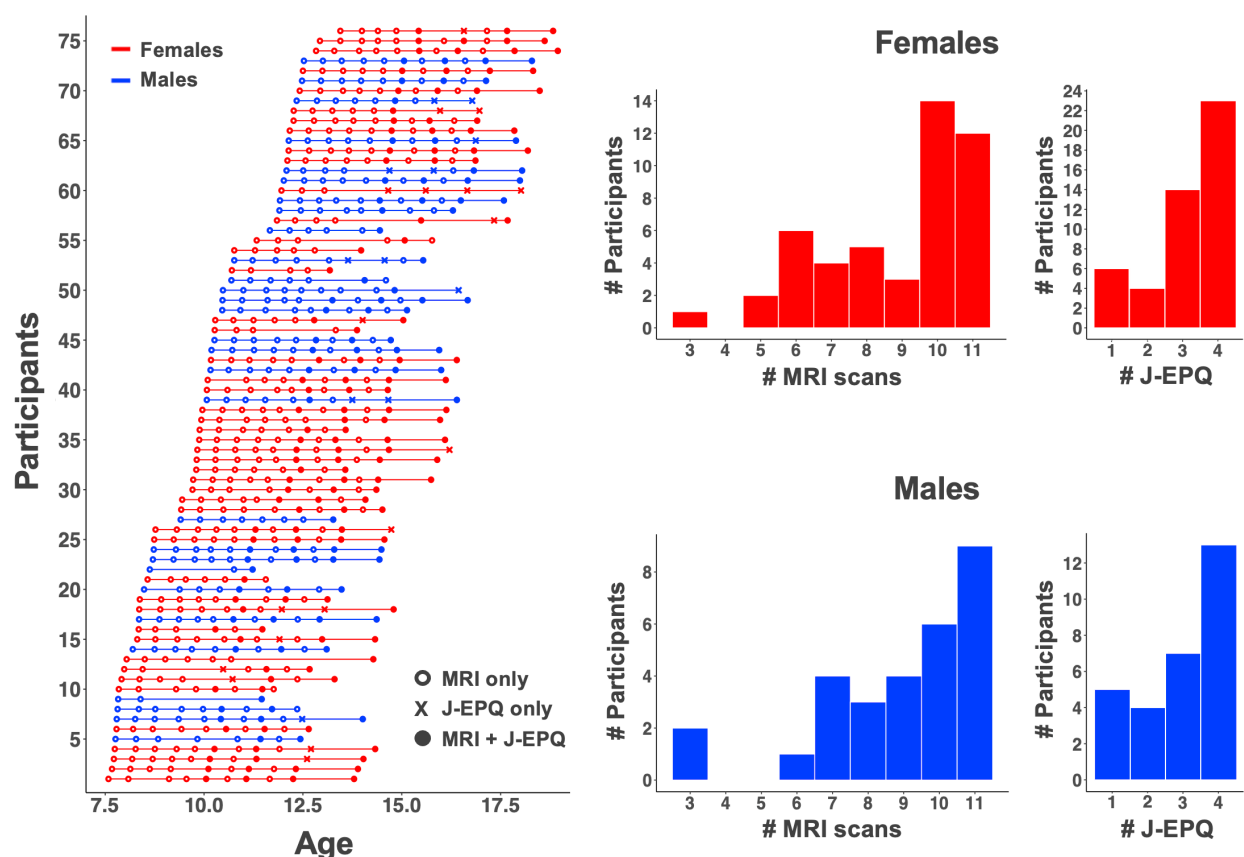 Females
Males
75
70
65
60
55
50
45
40
35
30
25
20
15
10
5
Participants
MRI only
J-EPQ only
MRI + J-EPQ
7.5
10.0
12.5
15.0
17.5
Age
Females
14
12
10
8
6
4
2
0
# Participants
3 4 5 6 7 8 9 10 11
# MRI scans
24
22
20
18
16
14
12
10
8
6
4
2
0
# Participants
1 2 3 4
# J-EPQ
Males
8
6
4
2
0
# Participants
3 4 5 6 7 8 9 10 11
# MRI scans
12
10
8
6
4
2
0
# Participants
1 2 3 4
# J-EPQ